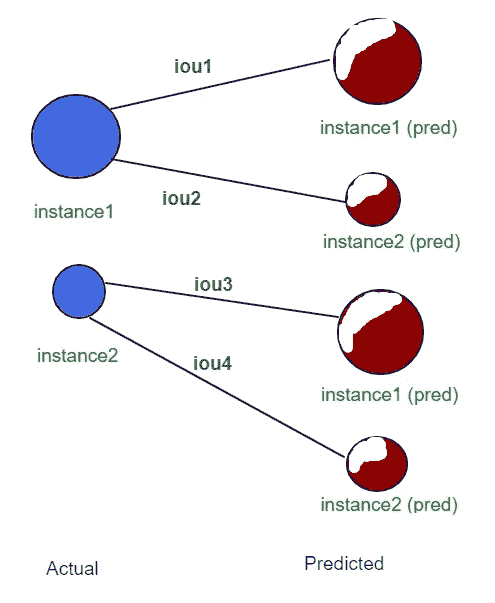 iou1
instance1 (pred)
instance1
iou2
instance2 (pred)
iou3
instance2
iou4
instance1 (pred)
instance2 (pred)
Actual
Predicted